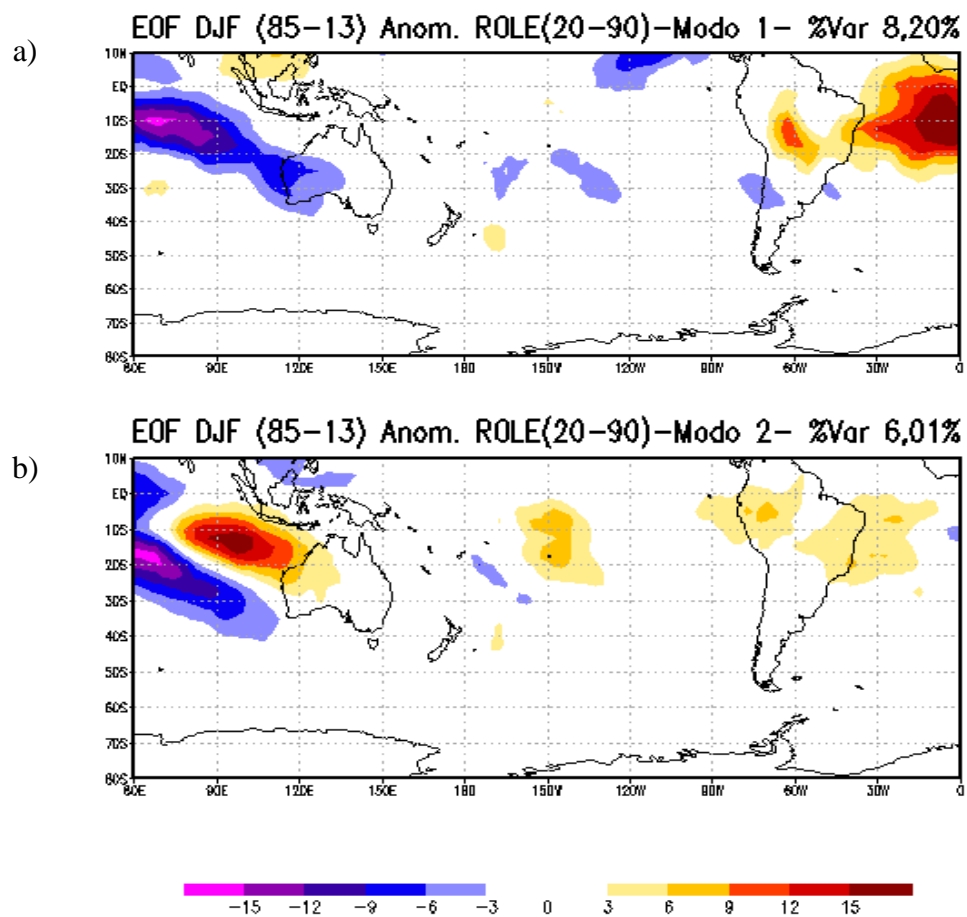 EOF DJF (85-13) Anom. ROLE(20-90)-Modo 1- %Var 8,20%
a)
10N
EQ
10S
20S
30S
40S
50S
60S
70S
80S
60E 90E 120E 150E 180 150W 120W 90W 60W 30W 0
EOF DJF (85-13) Anom. ROLE(20-90)-Modo 2- %Var 6,01%
b)
10N
EQ
10S
20S
30S
40S
50S
60S
70S
80S
60E 90E 120E 150E 180 150W 120W 90W 60W 30W 0
-15 -12 -9 -6 -3 0 3 6 9 12 15